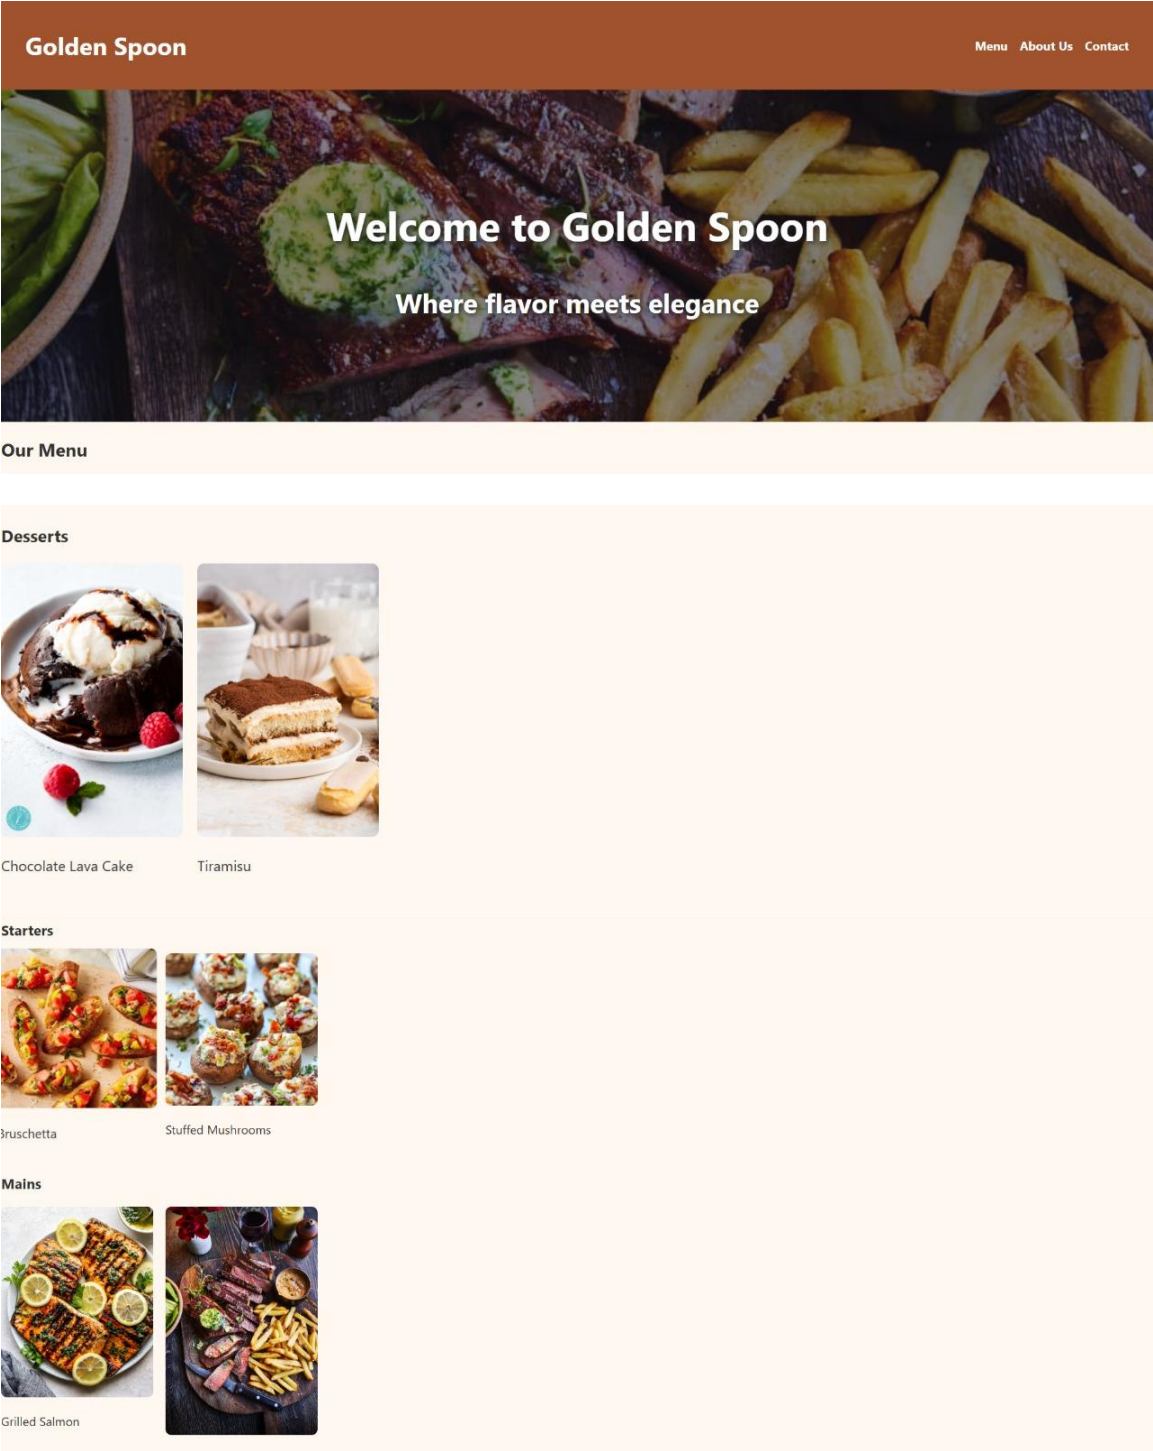 Golden Spoon
Menu About Us Contact
Welcome to Golden Spoon
Where flavor meets elegance
Our Menu
Desserts
Chocolate Lava Cake
Tiramisu
Starters
Bruschetta
Stuffed Mushrooms
Mains
Grilled Salmon